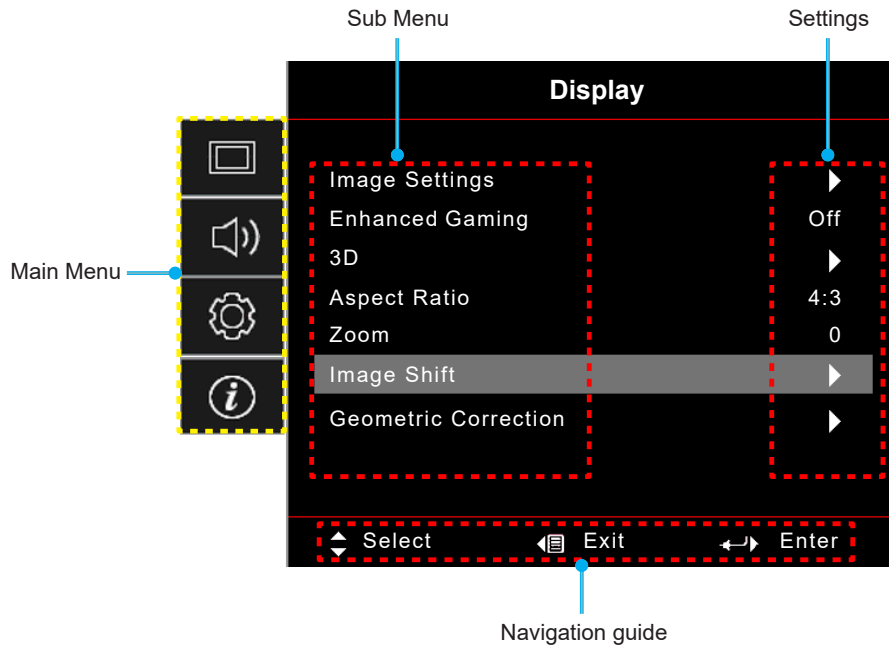 Sub Menu
Settings
Display
Image Settings
Enhanced Gaming Off
3D
Main Menu
Aspect Ratio 4:3
Zoom 0
Image Shift
i
Geometric Correction
Select Exit Enter
Navigation guide